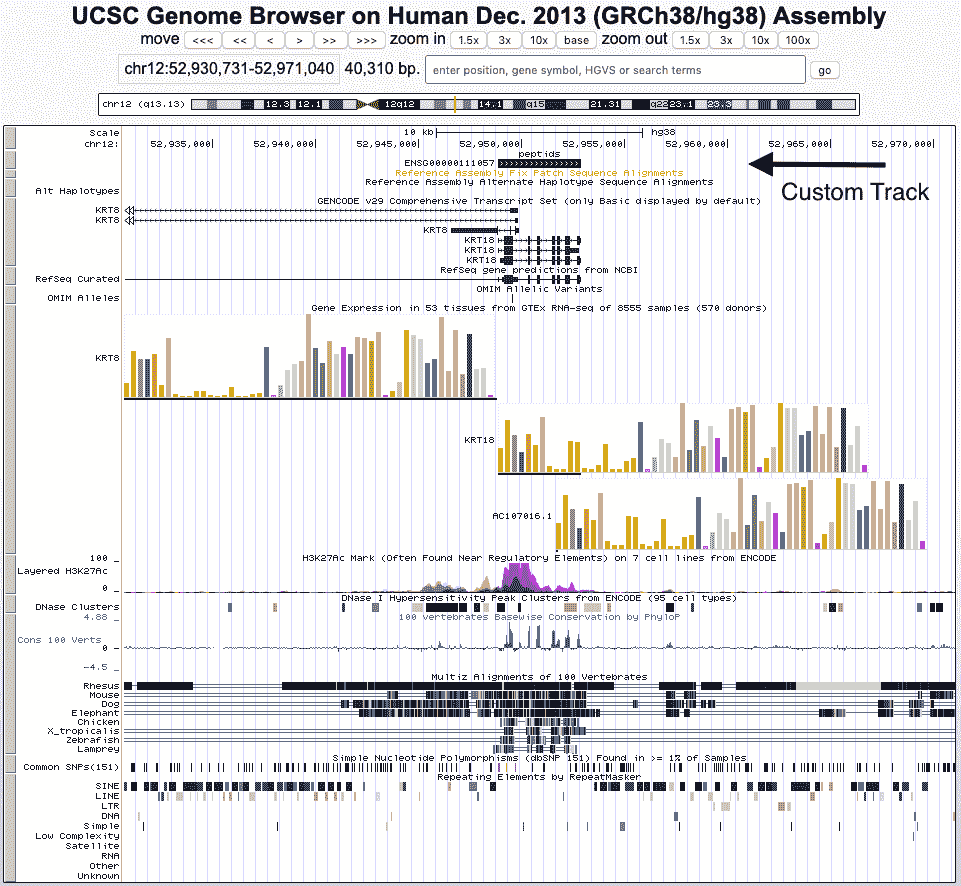 UCSC Genome Browser on Human Dec. 2013 (GRCh38/hg38) Assembly
move <<< << < > >> >>> zoom in 1.5x 3x 10x base zoom out 1.5x 3x 10x 100x
chr12:52,930,731-52,971,040 40,310 bp. enter position, gene symbol, HGVS or search terms go
chr12 (q13.13) 12.3 12.1 12q12 14.1 q15 21.31 q22 23.1 23.3
Scale 10 kb hg38
chr12: 52,935,000 52,940,000 52,945,000 52,950,000 52,955,000 52,960,000 52,965,000 52,970,000
peptids
ENSG00000111057
Reference Assembly Fix Patch Sequence Alignments
Reference Assembly Alternate Haplotype Sequence Alignments
Custom Track
Alt Haplotypes
GENCODE v29 Comprehensive Transcript Set (only Basic displayed by default)
KRT8
KRT8
KRT8
KRT18
KRT18
KRT18
RefSeq gene predictions from NCBI
RefSeq Curated
OMIM Allelic Variants
OMIM Alleles
Gene Expression in 53 tissues from GTEx RNA-seq of 8555 samples (570 donors)
KRT8
KRT18
AC107016.1
H3K27Ac Mark (Often Found Near Regulatory Elements) on 7 cell lines from ENCODE
100 _
Layered H3K27Ac
0 _
DNase I Hypersensitivity Peak Clusters from ENCODE (95 cell types)
DNase Clusters
100 vertebrates Basewise Conservation by PhyloP
4.88 _
Cons 100 Verts
0 _
-4.5 _
Multiz Alignments of 100 Vertebrates
Rhesus
Mouse
Dog
Elephant
Chicken
X_tropicalis
Zebrafish
Lamprey
Simple Nucleotide Polymorphisms (dbSNP 151) Found in >= 1% of Samples
Common SNPs(151)
Repeating Elements by RepeatMasker
SINE
LINE
LTR
DNA
Simple
Low Complexity
Satellite
RNA
Other
Unknown